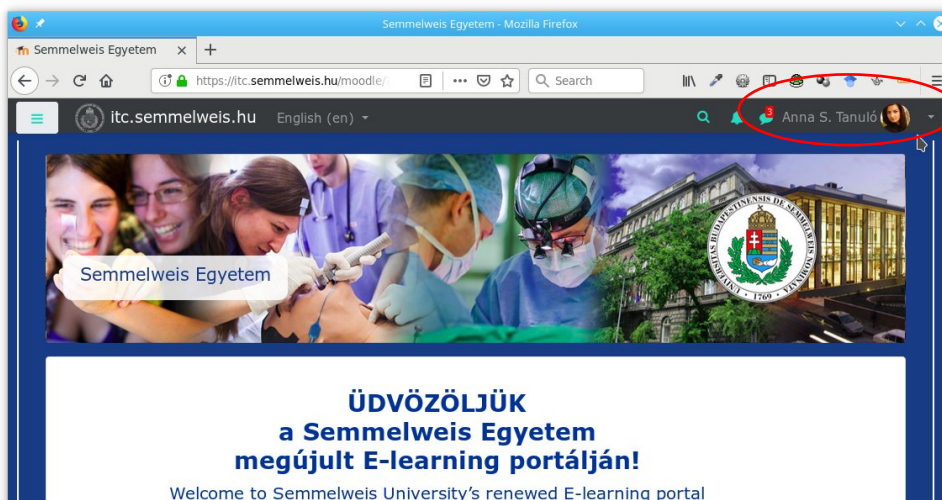 Semmelweis Egyetem - Mozilla Firefox
Semmelweis Egyetem
https://itc.semmelweis.hu/moodle/
Search
itc.semmelweis.hu
English (en)
3
Anna S. Tanuló
Semmelweis Egyetem
1769
ÜDVÖZÖLJÜK
a Semmelweis Egyetem
megújult E-learning portálján!
Welcome to Semmelweis University's renewed E-learning portal